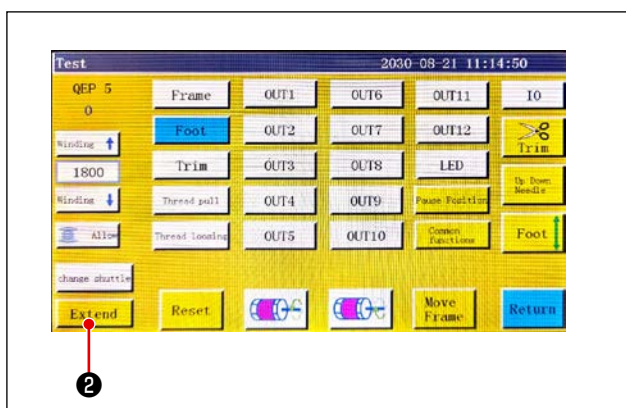 Test 2030-08-21 11:14:50
QEP 5
0
Frame OUT1 OUT6 OUT11 IO
Winding Foot OUT2 OUT7 OUT12 Trim
1800 Trim OUT3 OUT8 LED Up Down
Needle
Winding Thread pull OUT4 OUT9 Pause Position
Allow Thread Loosing OUT5 OUT10 Common
functions Foot
change shuttle
Extend Reset Move
Frame Return
❷